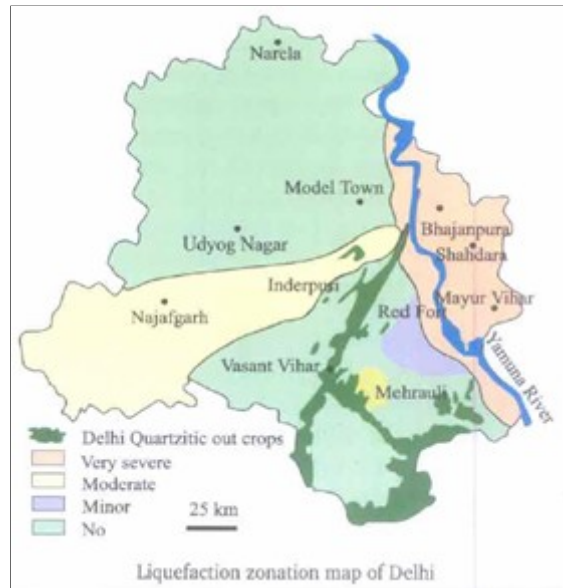 Narela
Model Town
Bhajanpura
Shahdara
Udyog Nagar
Inderpuri
Najafgarh
Red Fort
Mayur Vihar
Vasant Vihar
Mehrauli
Yamuna River
Delhi Quartzitic out crops
Very severe
Moderate
Minor
No
25 km
Liquefaction zonation map of Delhi